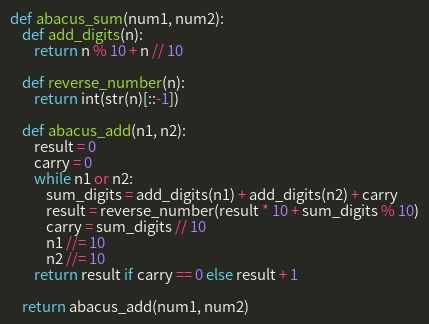 def abacus_sum(num1, num2):
    def add_digits(n):
        return n % 10 + n // 10

    def reverse_number(n):
        return int(str(n)[::-1])

    def abacus_add(n1, n2):
        result = 0
        carry = 0
        while n1 or n2:
            sum_digits = add_digits(n1) + add_digits(n2) + carry
            result = reverse_number(result * 10 + sum_digits % 10)
            carry = sum_digits // 10
            n1 //= 10
            n2 //= 10
        return result if carry == 0 else result + 1

    return abacus_add(num1, num2)